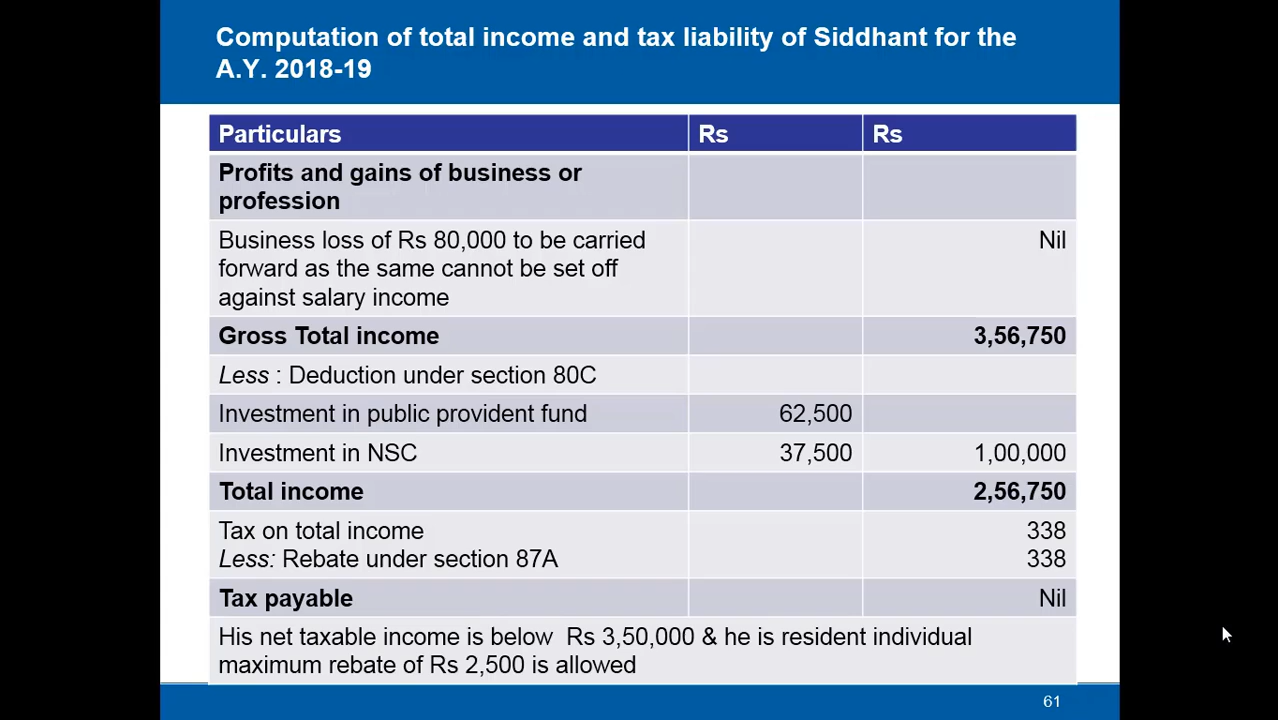 Computation of total income and tax liability of Siddhant for the
A.Y. 2018-19
Particulars Rs Rs
Profits and gains of business or
profession
Business loss of Rs 80,000 to be carried Nil
forward as the same cannot be set off
against salary income
Gross Total income 3,56,750
Less : Deduction under section 80C
Investment in public provident fund 62,500
Investment in NSC 37,500 1,00,000
Total income 2,56,750
Tax on total income 338
Less: Rebate under section 87A 338
Tax payable Nil
His net taxable income is below Rs 3,50,000 & he is resident individual
maximum rebate of Rs 2,500 is allowed
61